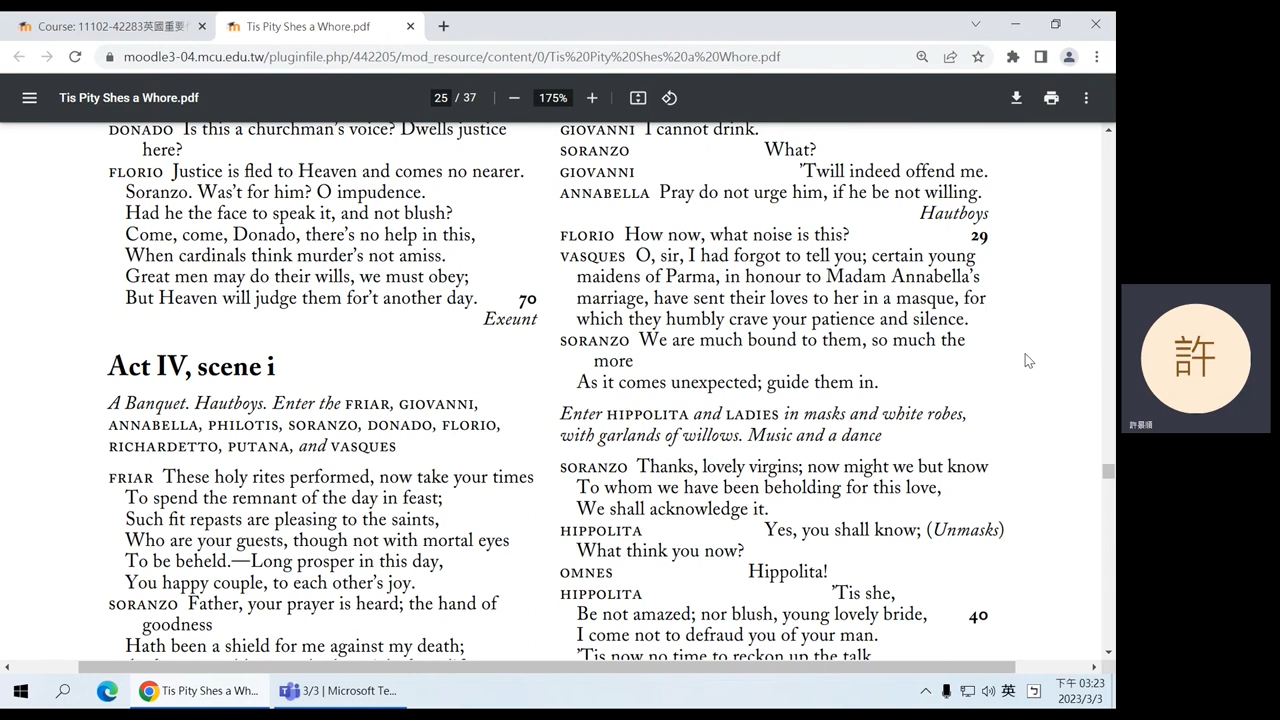 Course: 11102-42283英國重要
Tis Pity Shes a Whore.pdf
moodle3-04.mcu.edu.tw/pluginfile.php/442205/mod_resource/content/0/Tis%20Pity%20Shes%20a%20Whore.pdf
Tis Pity Shes a Whore.pdf
25 / 37
175%
DONADO Is this a churchman's voice? Dwells justice
here?
FLORIO Justice is fled to Heaven and comes no nearer.
Soranzo. Was't for him? O impudence.
Had he the face to speak it, and not blush?
Come, come, Donado, there's no help in this,
When cardinals think murder's not amiss.
Great men may do their wills, we must obey;
But Heaven will judge them for't another day. 70
Exeunt
Act IV, scene i
A Banquet. Hautboys. Enter the FRIAR, GIOVANNI,
ANNABELLA, PHILOTIS, SORANZO, DONADO, FLORIO,
RICHARDETTO, PUTANA, and VASQUES
FRIAR These holy rites performed, now take your times
To spend the remnant of the day in feast;
Such fit repasts are pleasing to the saints,
Who are your guests, though not with mortal eyes
To be beheld.—Long prosper in this day,
You happy couple, to each other's joy.
SORANZO Father, your prayer is heard; the hand of
goodness
Hath been a shield for me against my death;
GIOVANNI I cannot drink.
SORANZO What?
GIOVANNI 'Twill indeed offend me.
ANNABELLA Pray do not urge him, if he be not willing.
Hautboys
FLORIO How now, what noise is this? 29
VASQUES O, sir, I had forgot to tell you; certain young
maidens of Parma, in honour to Madam Annabella's
marriage, have sent their loves to her in a masque, for
which they humbly crave your patience and silence.
SORANZO We are much bound to them, so much the
more
As it comes unexpected; guide them in.
Enter HIPPOLITA and LADIES in masks and white robes,
with garlands of willows. Music and a dance
SORANZO Thanks, lovely virgins; now might we but know
To whom we have been beholding for this love,
We shall acknowledge it.
HIPPOLITA Yes, you shall know; (Unmasks)
What think you now?
OMNES Hippolita!
HIPPOLITA 'Tis she,
Be not amazed; nor blush, young lovely bride, 40
I come not to defraud you of your man.
'Tis now no time to reckon up the talk
許
許景順
Tis Pity Shes a Wh...
3/3 | Microsoft Te...
英
下午 03:23
2023/3/3